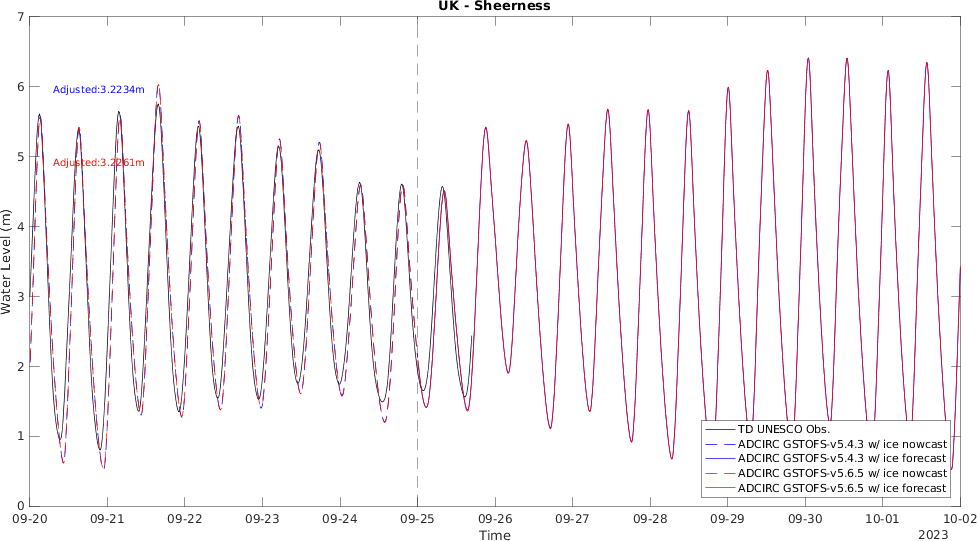 UK - Sheerness
7
6
5
4
3
2
1
0
Water Level (m)
Adjusted:3.2234m
Adjusted:3.2261m
TD UNESCO Obs.
ADCIRC GSTOFS-v5.4.3 w/ ice nowcast
ADCIRC GSTOFS-v5.4.3 w/ ice forecast
ADCIRC GSTOFS-v5.6.5 w/ ice nowcast
ADCIRC GSTOFS-v5.6.5 w/ ice forecast
09-20 09-21 09-22 09-23 09-24 09-25 09-26 09-27 09-28 09-29 09-30 10-01 10-02
Time
2023